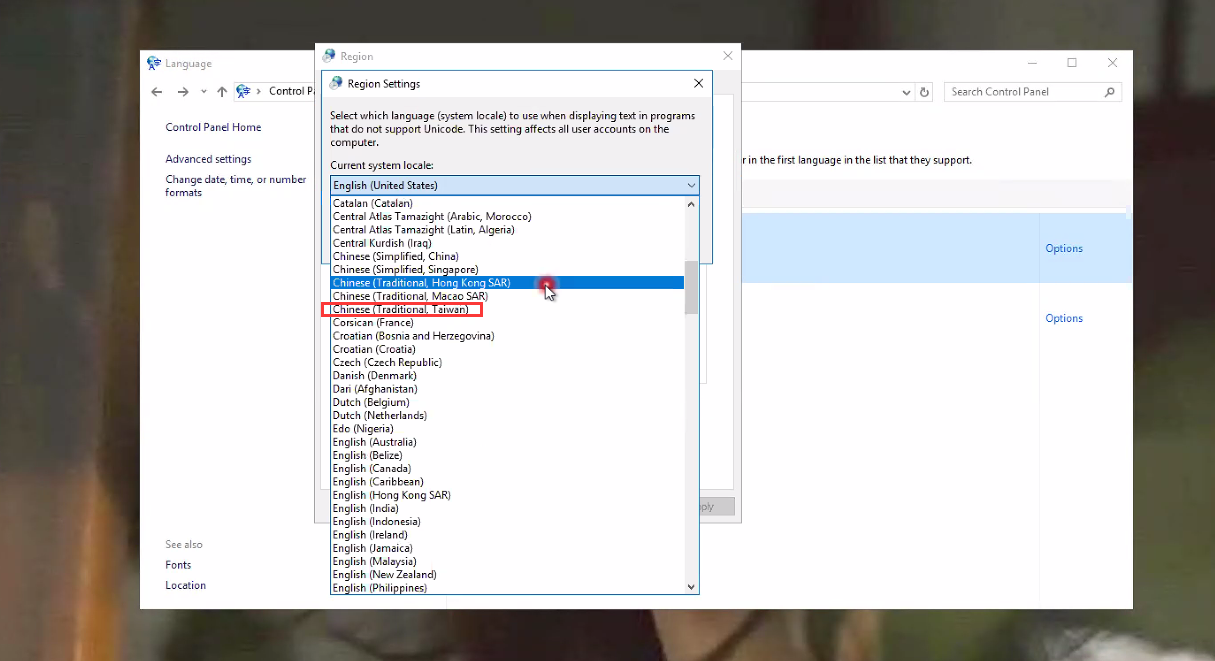 Language
Region
Region Settings
Control P
Search Control Panel
Control Panel Home
Advanced settings
Change date, time, or number
formats
See also
Fonts
Location
Select which language (system locale) to use when displaying text in programs
that do not support Unicode. This setting affects all user accounts on the
computer.
Current system locale:
English (United States)
Catalan (Catalan)
Central Atlas Tamazight (Arabic, Morocco)
Central Atlas Tamazight (Latin, Algeria)
Central Kurdish (Iraq)
Chinese (Simplified, China)
Chinese (Simplified, Singapore)
Chinese (Traditional, Hong Kong SAR)
Chinese (Traditional, Macao SAR)
Chinese (Traditional, Taiwan)
Corsican (France)
Croatian (Bosnia and Herzegovina)
Croatian (Croatia)
Czech (Czech Republic)
Danish (Denmark)
Dari (Afghanistan)
Dutch (Belgium)
Dutch (Netherlands)
Edo (Nigeria)
English (Australia)
English (Belize)
English (Canada)
English (Caribbean)
English (Hong Kong SAR)
English (India)
English (Indonesia)
English (Ireland)
English (Jamaica)
English (Malaysia)
English (New Zealand)
English (Philippines)
r in the first language in the list that they support.
Options
Options
ply